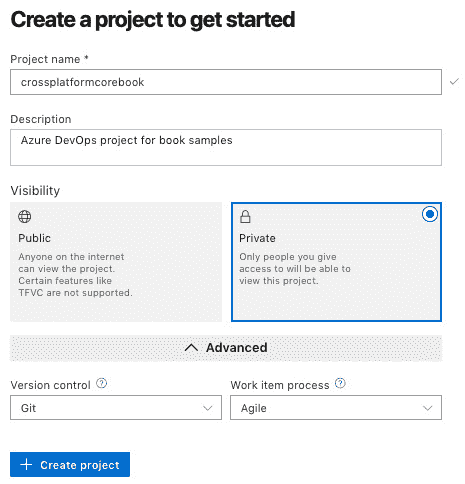 Create a project to get started
Project name *
crossplatformcorebook
Description
Azure DevOps project for book samples
Visibility
Public
Anyone on the internet
can view the project.
Certain features like
TFVC are not supported.
Private
Only people you give
access to will be able to
view this project.
Advanced
Version control ?
Work item process ?
Git
Agile
+ Create project